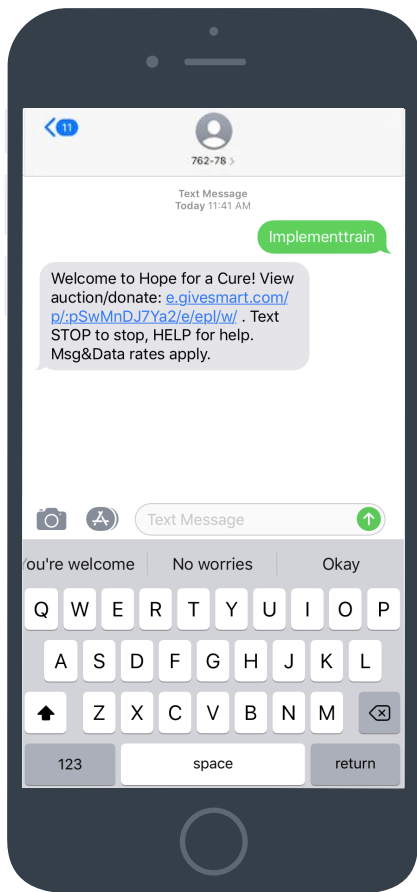 11
762-78 >
Text Message
Today 11:41 AM
Implementtrain
Welcome to Hope for a Cure! View
auction/donate: e.givesmart.com/
p/:pSwMnDJ7Ya2/e/epl/w/ . Text
STOP to stop, HELP for help.
Msg&Data rates apply.
Text Message
You're welcome No worries Okay
Q W E R T Y U I O P
A S D F G H J K L
Z X C V B N M
123 space return